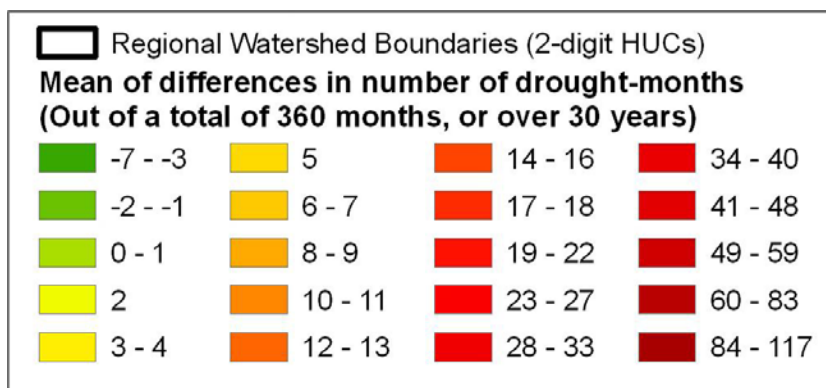 Regional Watershed Boundaries (2-digit HUCs)
Mean of differences in number of drought-months
(Out of a total of 360 months, or over 30 years)
-7 - -3
-2 - -1
0 - 1
2
3 - 4
5
6 - 7
8 - 9
10 - 11
12 - 13
14 - 16
17 - 18
19 - 22
23 - 27
28 - 33
34 - 40
41 - 48
49 - 59
60 - 83
84 - 117